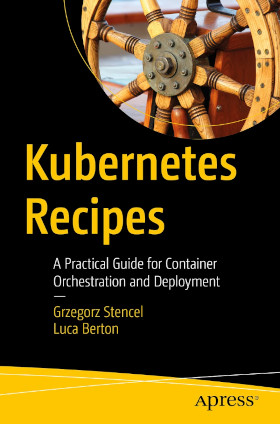 Kubernetes
Recipes
A Practical Guide for Container
Orchestration and Deployment
Grzegorz Stencel
Luca Berton
Apress®